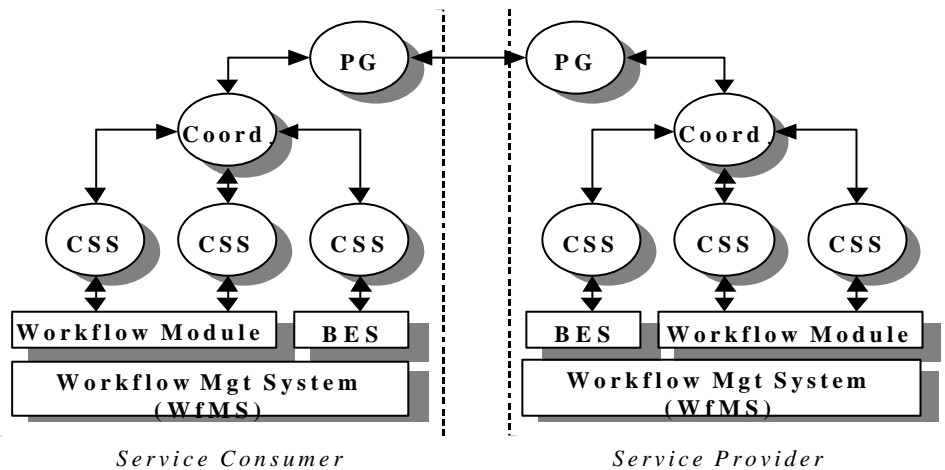 PG PG
Coord. Coord.
CSS CSS CSS CSS CSS CSS
Workflow Module BES BES Workflow Module
Workflow Mgt System Workflow Mgt System
(WfMS) (WfMS)
Service Consumer Service Provider